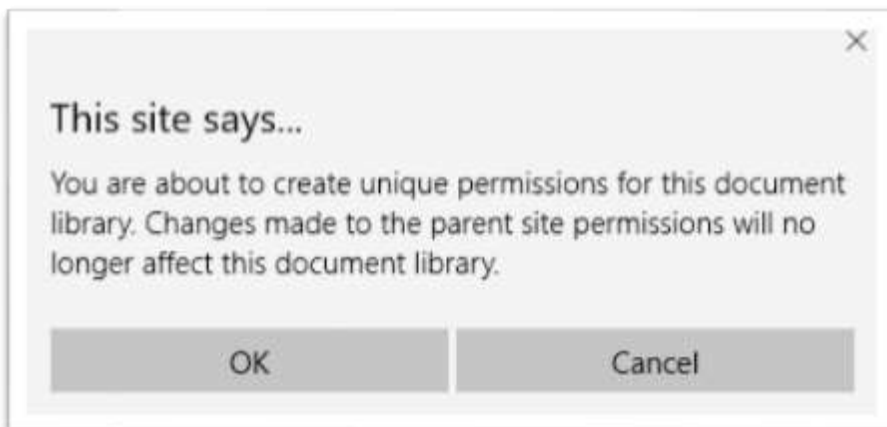 This site says...
You are about to create unique permissions for this document
library. Changes made to the parent site permissions will no
longer affect this document library.
OK
Cancel